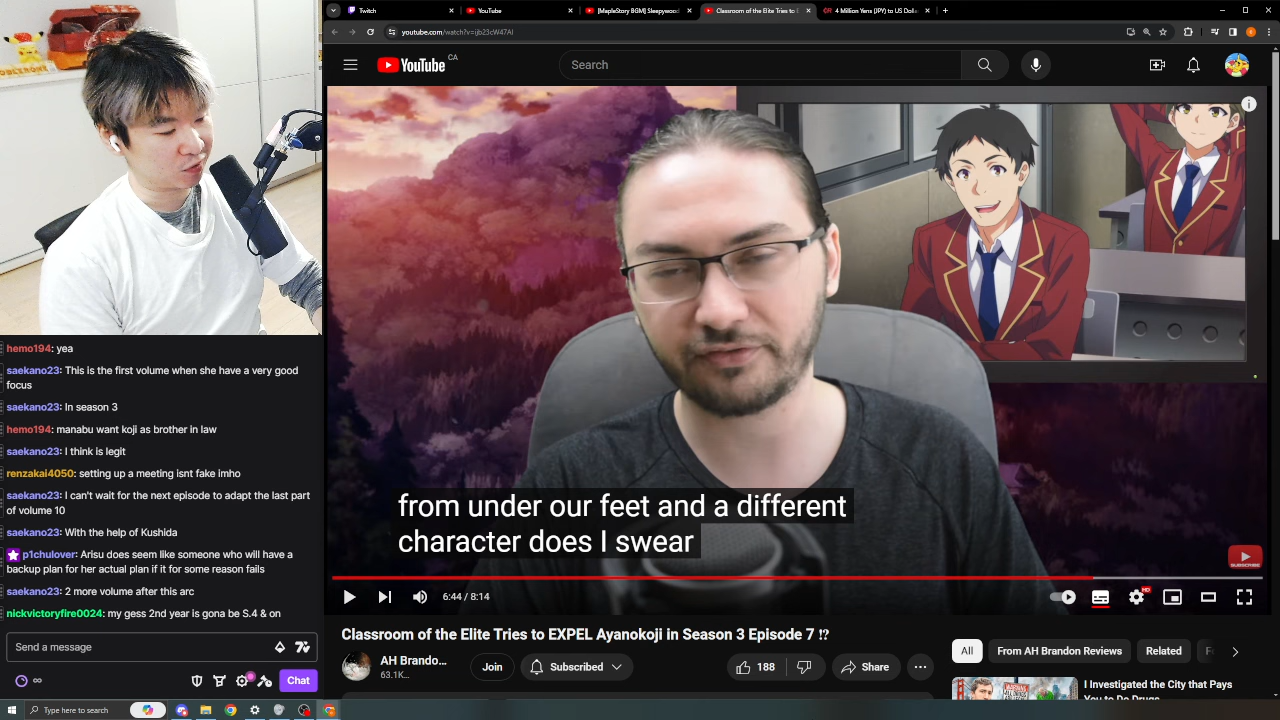 Twitch
YouTube
[MapleStory BGM] Sleepywood
Classroom of the Elite Tries to E
4 Million Yens (JPY) to US Dolla
youtube.com/watch?v=ijb23cW47AI
YouTube CA
Search
hemo194: yea
saekano23: This is the first volume when she have a very good
focus
saekano23: In season 3
hemo194: manabu want koji as brother in law
saekano23: I think is legit
renzakai4050: setting up a meeting isnt fake imho
saekano23: I can't wait for the next episode to adapt the last part
of volume 10
saekano23: With the help of Kushida
p1chulover: Arisu does seem like someone who will have a
backup plan for her actual plan if it for some reason fails
saekano23: 2 more volume after this arc
nickvictoryfire0024: my gess 2nd year is gona be S.4 & on
Send a message
Chat
from under our feet and a different
character does I swear
SUBSCRIBE
6:44 / 8:14
HD
Classroom of the Elite Tries to EXPEL Ayanokoji in Season 3 Episode 7 !?
AH Brando...
63.1K...
Join
Subscribed
188
Share
All
From AH Brandon Reviews
Related
I Investigated the City that Pays
You to Do Drugs
Type here to search